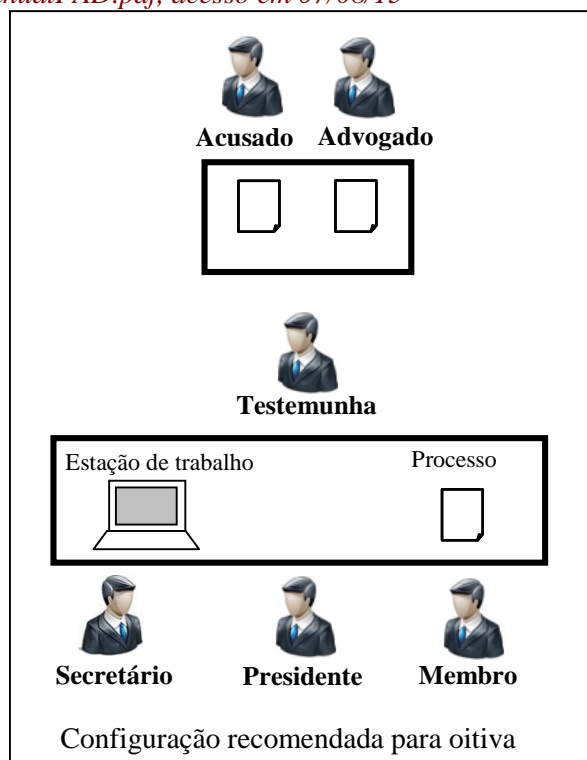 Acusado Advogado
Testemunha
Estação de trabalho Processo
Secretário Presidente Membro
Configuração recomendada para oitiva